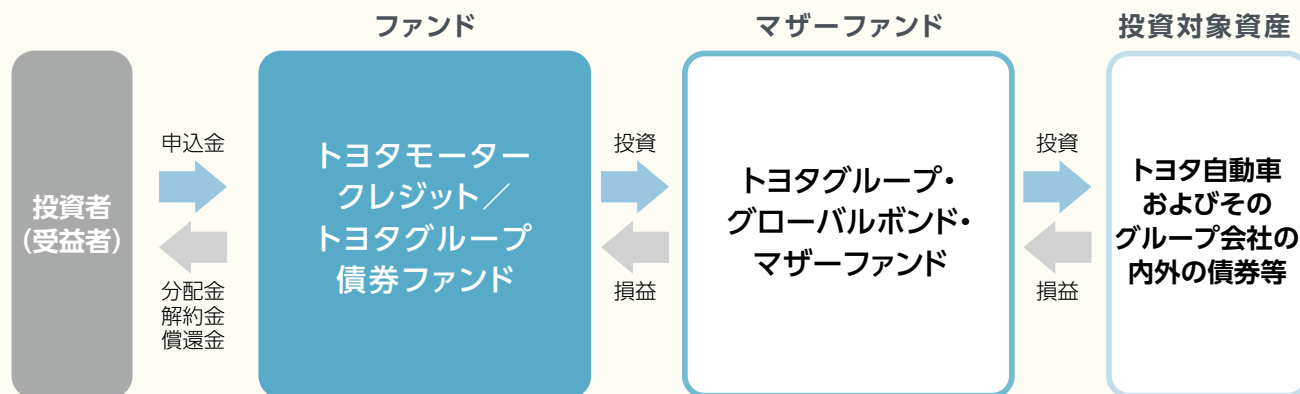 ファンド
マザーファンド
投資対象資産
投資者
(受益者)
申込金
分配金
解約金
償還金
トヨタモーター
クレジット／
トヨタグループ
債券ファンド
投資
損益
トヨタグループ・
グローバルボンド・
マザーファンド
投資
損益
トヨタ自動車
およびその
グループ会社の
内外の債券等